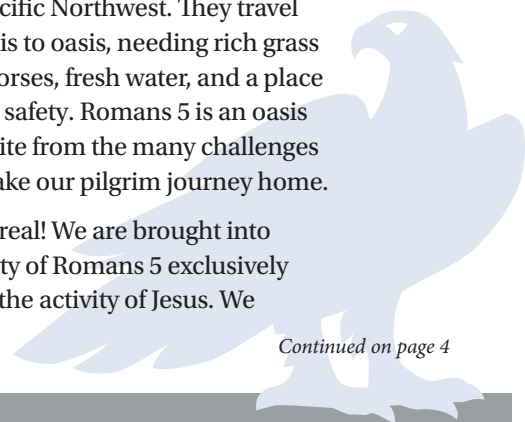 cific Northwest. They travel
is to oasis, needing rich grass
orses, fresh water, and a place
safety. Romans 5 is an oasis
ite from the many challenges
ake our pilgrim journey home.
real! We are brought into
ty of Romans 5 exclusively
the activity of Jesus. We
Continued on page 4